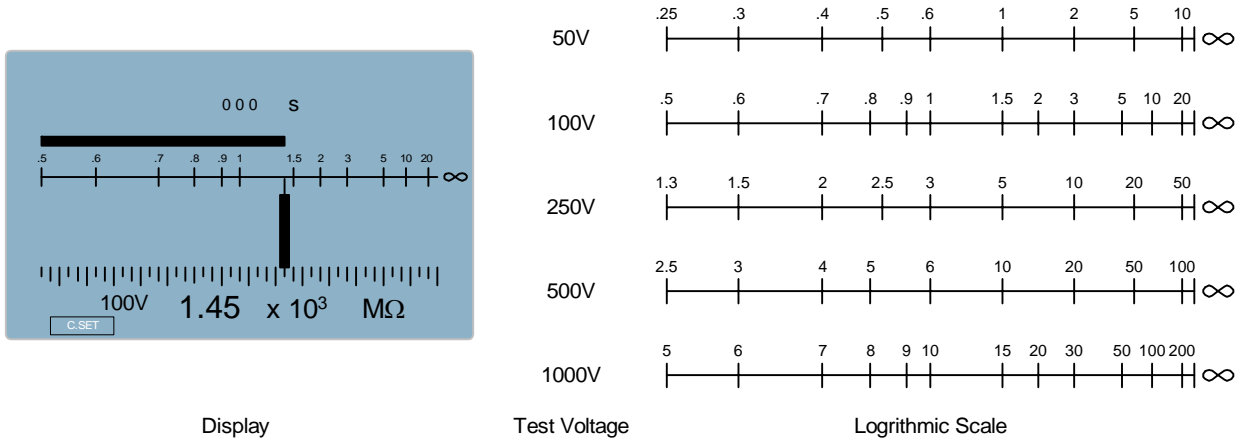 0 0 0 s
.5 .6 .7 .8 .9 1 1.5 2 3 5 10 20 ∞
100V 1.45 x 10³ MΩ
C.SET
Display
50V
.25 .3 .4 .5 .6 1 2 5 10 ∞
100V
.5 .6 .7 .8 .9 1 1.5 2 3 5 10 20 ∞
250V
1.3 1.5 2 2.5 3 5 10 20 50 ∞
500V
2.5 3 4 5 6 10 20 50 100 ∞
1000V
5 6 7 8 9 10 15 20 30 50 100 200 ∞
Test Voltage
Logrithmic Scale